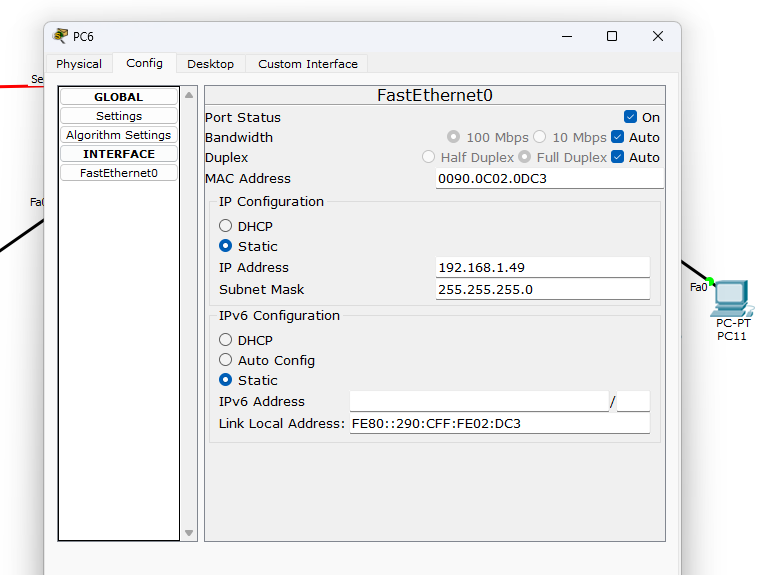 PC6
Physical Config Desktop Custom Interface
GLOBAL
Settings
Algorithm Settings
INTERFACE
FastEthernet0
FastEthernet0
Port Status On
Bandwidth 100 Mbps 10 Mbps Auto
Duplex Half Duplex Full Duplex Auto
MAC Address 0090.0C02.0DC3
IP Configuration
DHCP
Static
IP Address 192.168.1.49
Subnet Mask 255.255.255.0
IPv6 Configuration
DHCP
Auto Config
Static
IPv6 Address /
Link Local Address: FE80::290:CFF:FE02:DC3
Se
Fa0
Fa0
PC-PT
PC11